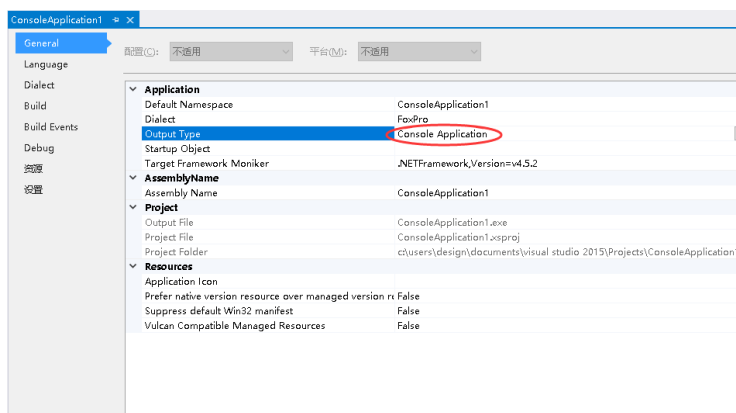 ConsoleApplication1
General
Language
Dialect
Build
Build Events
Debug
资源
设置
配置(C): 不适用 平台(M): 不适用
Application
Default Namespace ConsoleApplication1
Dialect FoxPro
Output Type Console Application
Startup Object
Target Framework Moniker .NETFramework,Version=v4.5.2
AssemblyName
Assembly Name ConsoleApplication1
Project
Output File ConsoleApplication1.exe
Project File ConsoleApplication1.xsproj
Project Folder c:\users\design\documents\visual studio 2015\Projects\ConsoleApplication1
Resources
Application Icon
Prefer native version resource over managed version re False
Suppress default Win32 manifest False
Vulcan Compatible Managed Resources False